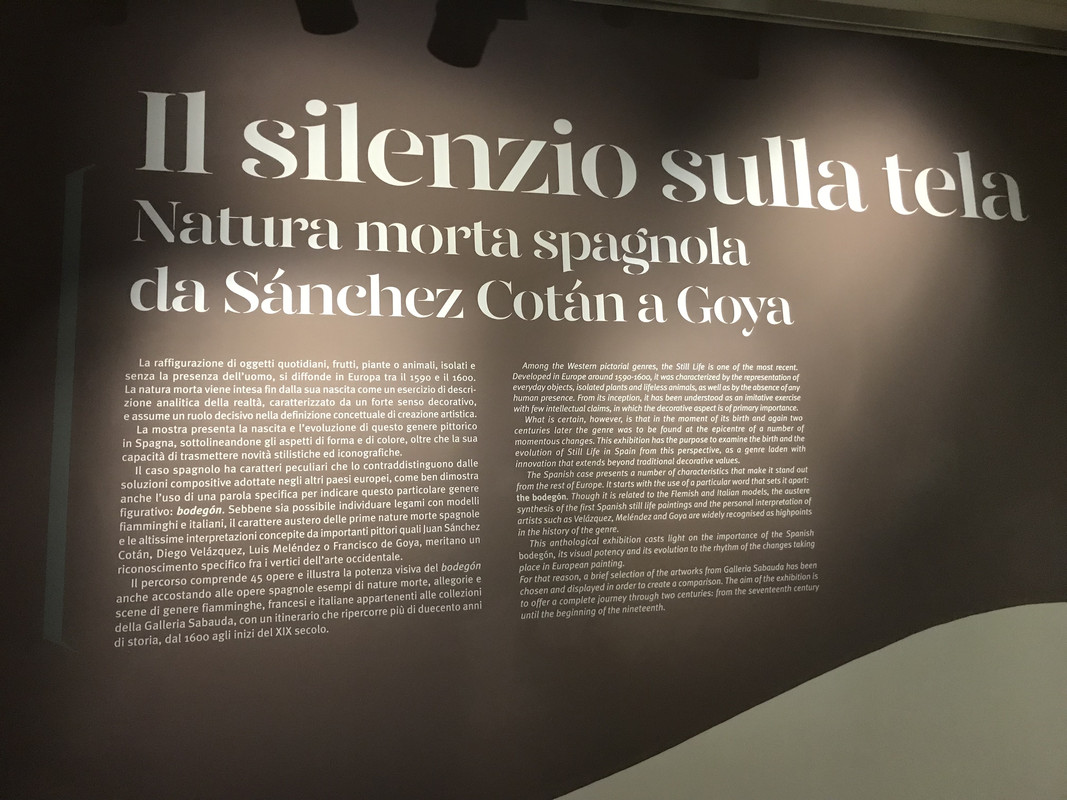 Il silenzio sulla tela
Natura morta spagnola
da Sánchez Cotán a Goya
La raffigurazione di oggetti quotidiani, frutti, piante o animali, isolati e
senza la presenza dell'uomo, si diffonde in Europa tra il 1590 e il 1600.
La natura morta viene intesa fin dalla sua nascita come un esercizio di descri-
zione analitica della realtà, caratterizzato da un forte senso decorativo,
e assume un ruolo decisivo nella definizione concettuale di creazione artistica.
La mostra presenta la nascita e l'evoluzione di questo genere pittorico
in Spagna, sottolineandone gli aspetti di forma e di colore, oltre che la sua
capacità di trasmettere novità stilistiche ed iconografiche.
Il caso spagnolo ha caratteri peculiari che lo contraddistinguono dalle
soluzioni compositive adottate negli altri paesi europei, come ben dimostra
anche l'uso di una parola specifica per indicare questo particolare genere
figurativo: bodegón. Sebbene sia possibile individuare legami con modelli
fiamminghi e italiani, il carattere austero delle prime nature morte spagnole
e le altissime interpretazioni concepite da importanti pittori quali Juan Sánchez
Cotán, Diego Velázquez, Luis Meléndez o Francisco de Goya, meritano un
riconoscimento specifico fra i vertici dell'arte occidentale.
Il percorso comprende 45 opere e illustra la potenza visiva del bodegón
anche accostando alle opere spagnole esempi di nature morte, allegorie e
scene di genere fiamminghe, francesi e italiane appartenenti alle collezioni
della Galleria Sabauda, con un itinerario che ripercorre più di duecento anni
di storia, dal 1600 agli inizi del XIX secolo.
Among the Western pictorial genres, the Still Life is one of the most recent.
Developed in Europe around 1590-1600, it was characterized by the representation of
everyday objects, isolated plants and lifeless animals, as well as by the absence of any
human presence. From its inception, it has been understood as an imitative exercise
with few intellectual claims, in which the decorative aspect is of primary importance.
What is certain, however, is that in the moment of its birth and again two
centuries later the genre was to be found at the epicentre of a number of
momentous changes. This exhibition has the purpose to examine the birth and the
evolution of Still Life in Spain from this perspective, as a genre laden with
innovation that extends beyond traditional decorative values.
The Spanish case presents a number of characteristics that make it stand out
from the rest of Europe. It starts with the use of a particular word that sets it apart:
the bodegón. Though it is related to the Flemish and Italian models, the austere
synthesis of the first Spanish still life paintings and the personal interpretation of
artists such as Velázquez, Meléndez and Goya are widely recognised as highpoints
in the history of the genre.
This anthological exhibition casts light on the importance of the Spanish
bodegón, its visual potency and its evolution to the rhythm of the changes taking
place in European painting.
For that reason, a brief selection of the artworks from Galleria Sabauda has been
chosen and displayed in order to create a comparison. The aim of the exhibition is
to offer a complete journey through two centuries: from the seventeenth century
until the beginning of the nineteenth.